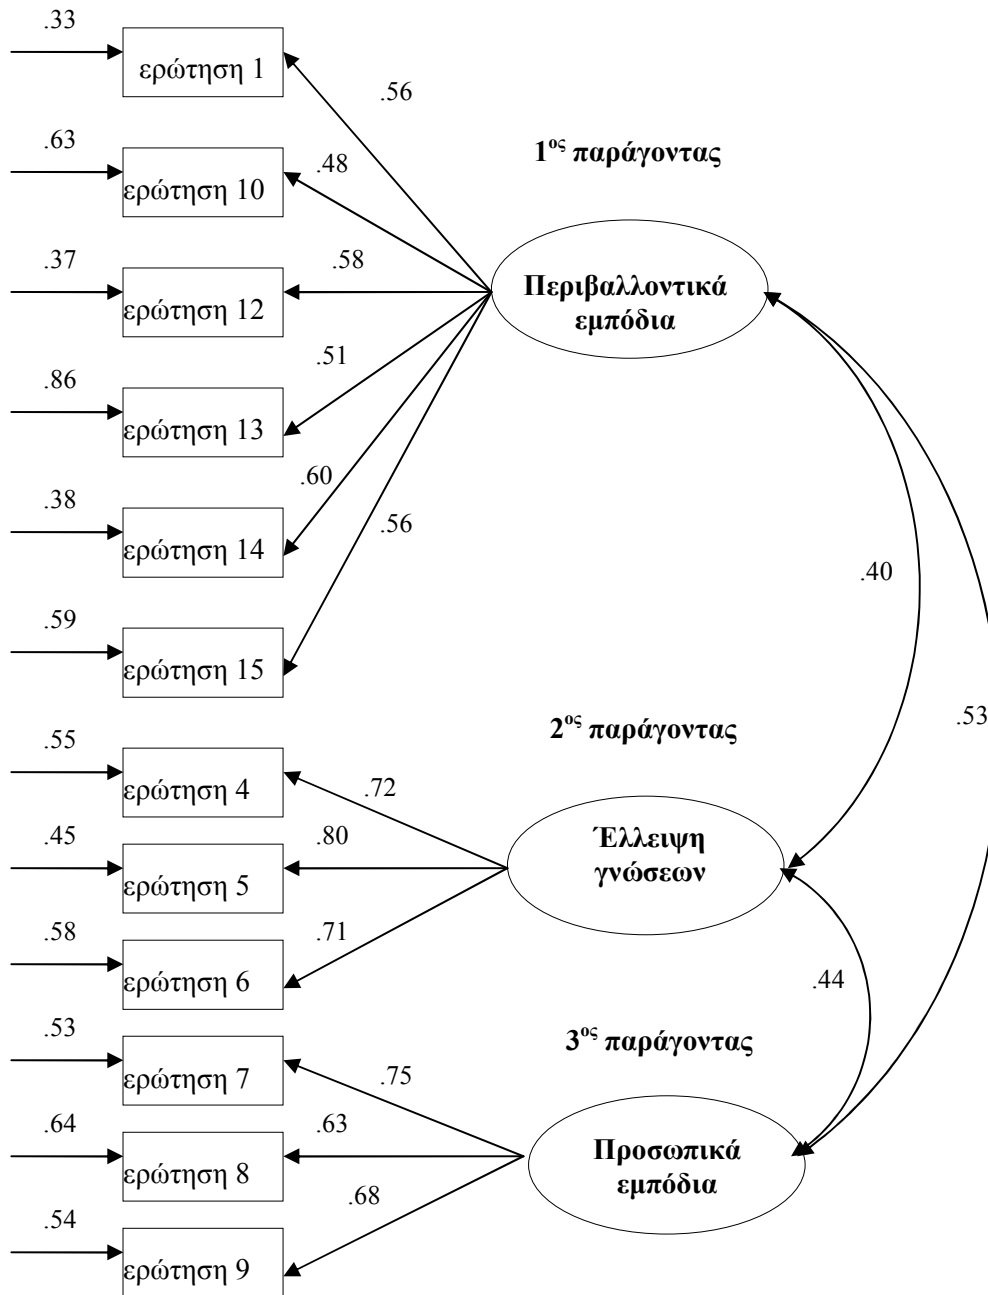 .33
ερώτηση 1
.56
.63
1ος παράγοντας
ερώτηση 10
.48
.37
.58
Περιβαλλοντικά
εμπόδια
ερώτηση 12
.51
.86
ερώτηση 13
.60
.38
.56
ερώτηση 14
.40
.59
ερώτηση 15
.53
2ος παράγοντας
.55
ερώτηση 4
.72
.45
.80
Έλλειψη
γνώσεων
ερώτηση 5
.58
.71
ερώτηση 6
.44
.53
3ος παράγοντας
ερώτηση 7
.75
.64
.63
Προσωπικά
εμπόδια
ερώτηση 8
.68
.54
ερώτηση 9